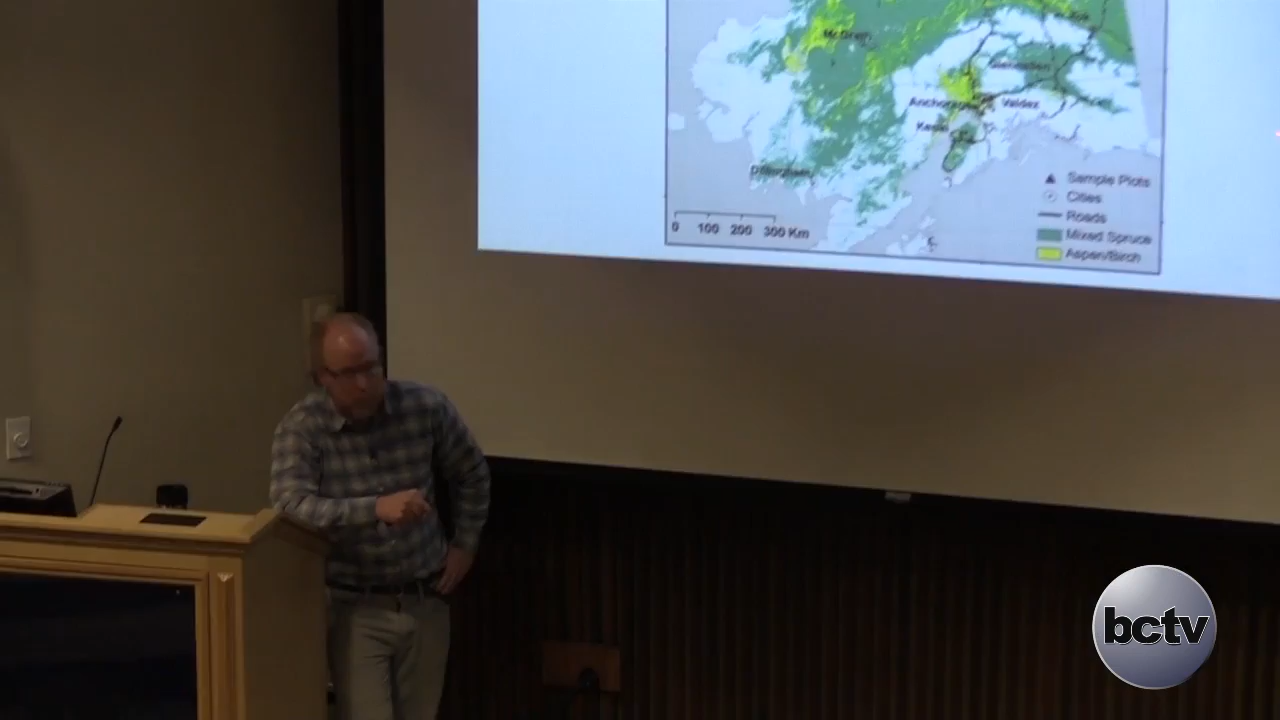 McGrath
Glennallen
Anchorage
Valdez
Kenai
Dillingham
Sample Plots
Cities
Roads
Mixed Spruce
Aspen/Birch
0 100 200 300 Km
bctv